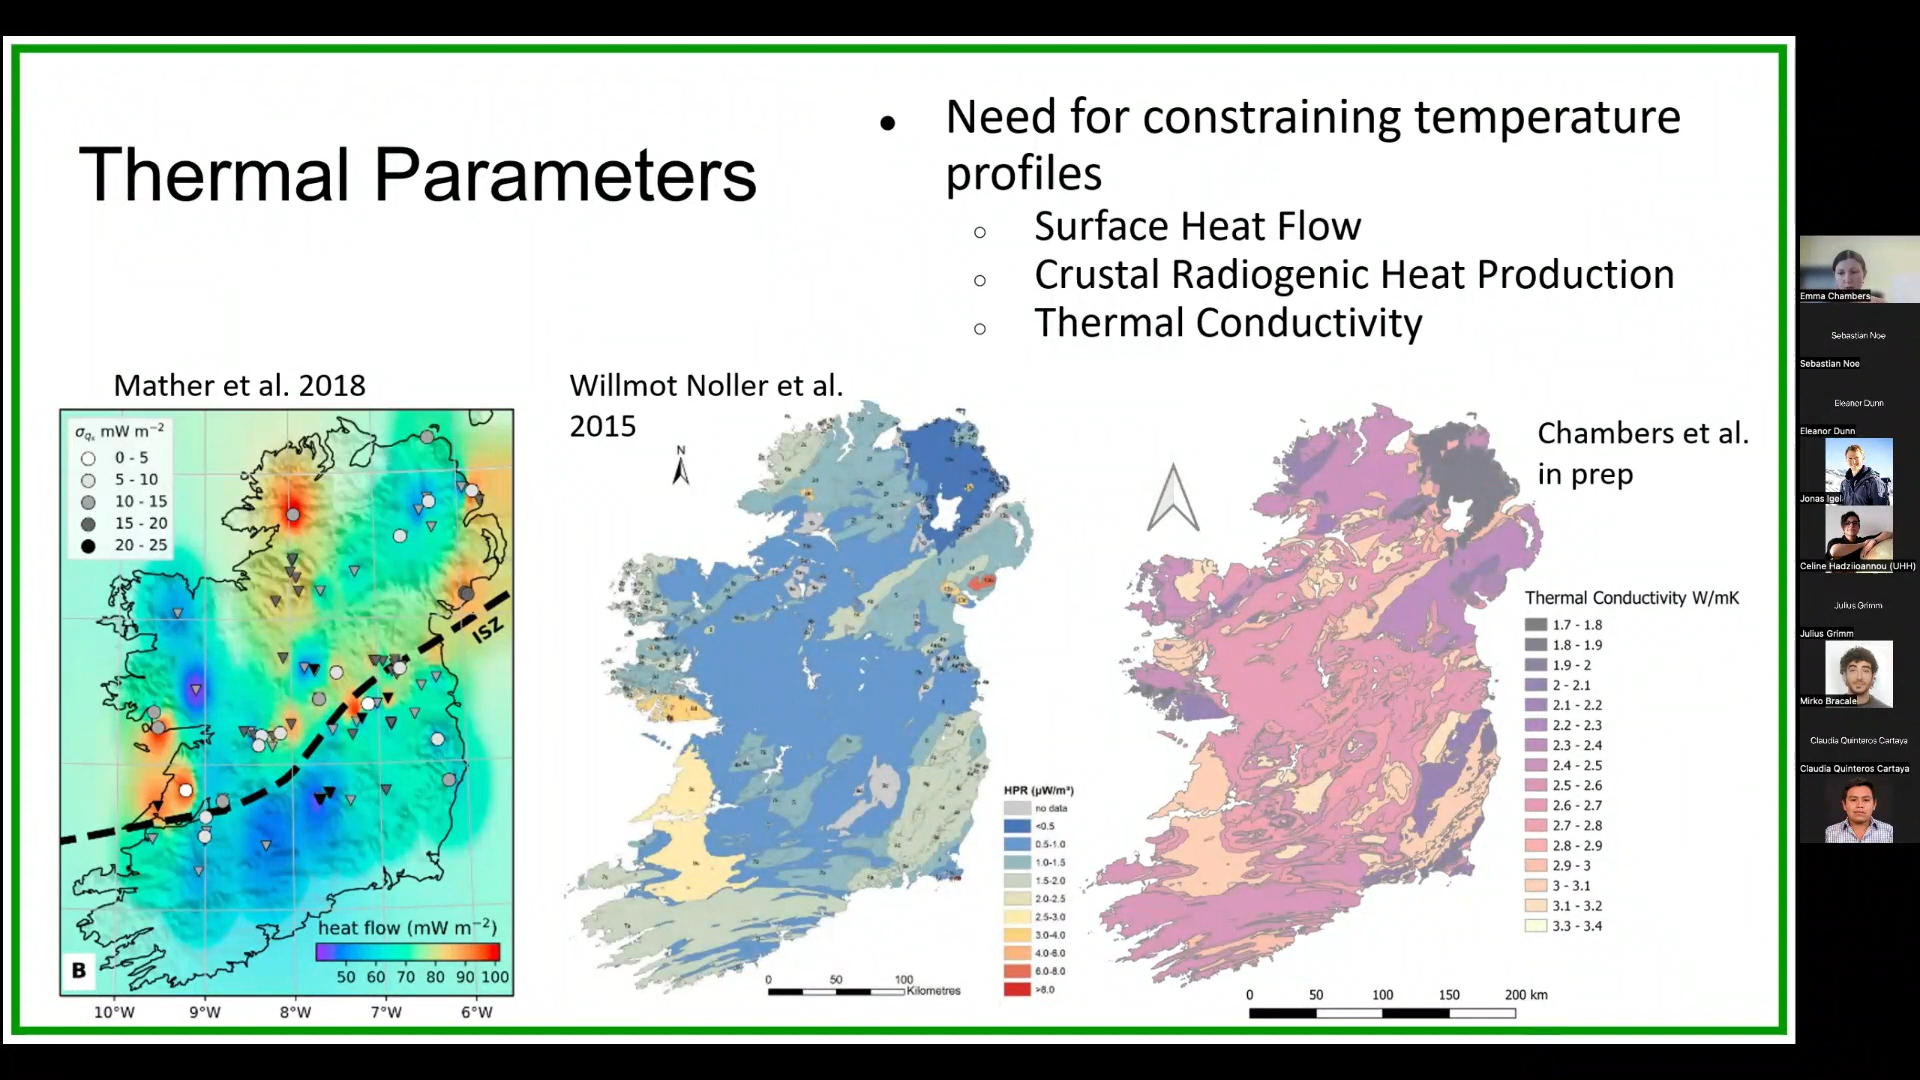 Thermal Parameters
Need for constraining temperature
profiles
Surface Heat Flow
Crustal Radiogenic Heat Production
Thermal Conductivity
Mather et al. 2018
σqs mW m−2
0 - 5
5 - 10
10 - 15
15 - 20
20 - 25
ISZ
heat flow (mW m−2)
50 60 70 80 90 100
B
10°W 9°W 8°W 7°W 6°W
Willmot Noller et al.
2015
N
HPR (µW/m³)
no data
<0.5
0.5-1.0
1.0-1.5
1.5-2.0
2.0-2.5
2.5-3.0
3.0-4.0
4.0-6.0
6.0-8.0
>8.0
0 50 100
Kilometres
Chambers et al.
in prep
Thermal Conductivity W/mK
1.7 - 1.8
1.8 - 1.9
1.9 - 2
2 - 2.1
2.1 - 2.2
2.2 - 2.3
2.3 - 2.4
2.4 - 2.5
2.5 - 2.6
2.6 - 2.7
2.7 - 2.8
2.8 - 2.9
2.9 - 3
3 - 3.1
3.1 - 3.2
3.3 - 3.4
0 50 100 150 200 km
Emma Chambers
Sebastian Noe
Sebastian Noe
Eleanor Dunn
Eleanor Dunn
Jonas Igel
Celine Hadziioannou (UHH)
Julius Grimm
Julius Grimm
Mirko Bracale
Claudia Quinteros Cartaya
Claudia Quinteros Cartaya